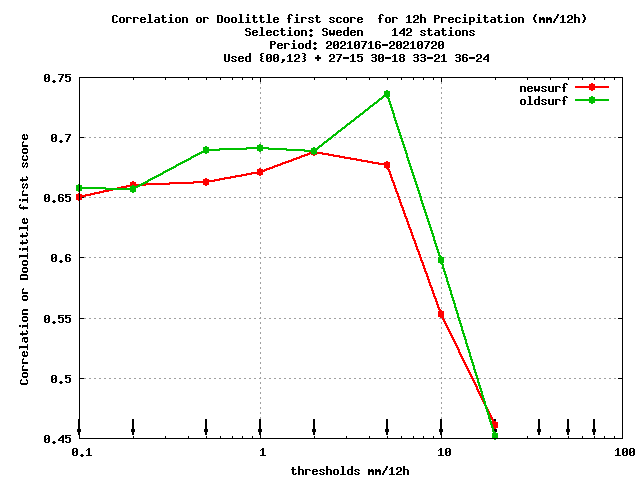 Correlation or Doolittle first score  for 12h Precipitation (mm/12h)
Selection: Sweden    142 stations
Period: 20210716-20210720
Used {00,12} + 27-15 30-18 33-21 36-24
newsurf
oldsurf
0.75
0.7
0.65
0.6
0.55
0.5
0.45
Correlation or Doolittle first score
0.1
1
10
100
thresholds mm/12h